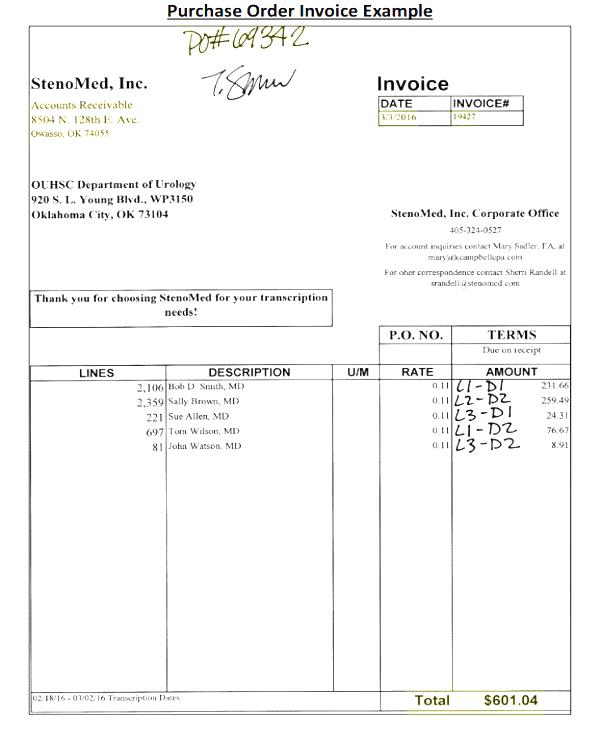 Purchase Order Invoice Example
PO# 69342
StenoMed, Inc.
Accounts Receivable
8504 N. 128th E. Ave.
Owasso, OK 74055
Invoice
DATE INVOICE#
3/3/2016 19427
OUHSC Department of Urology
920 S. L. Young Blvd., WP3150
Oklahoma City, OK 73104
StenoMed, Inc. Corporate Office
405-324-0527
For account inquiries contact Mary Sadler, EA, at
mary@kcampbellcpa.com
For oher correspondence contact Sherri Randell at
srandell@stenomed.com
Thank you for choosing StenoMed for your transcription
needs!
P.O. NO. TERMS
Due on receipt
LINES DESCRIPTION U/M RATE AMOUNT
2,106 Bob D. Smith, MD 0.11 L1-D1 231.66
2,359 Sally Brown, MD 0.11 L2-D2 259.49
221 Sue Allen, MD 0.11 L3-D1 24.31
697 Tom Wilson, MD 0.11 L1-D2 76.67
81 John Watson, MD 0.11 L3-D2 8.91
02/18/16 - 03/02/16 Transcription Dates
Total $601.04